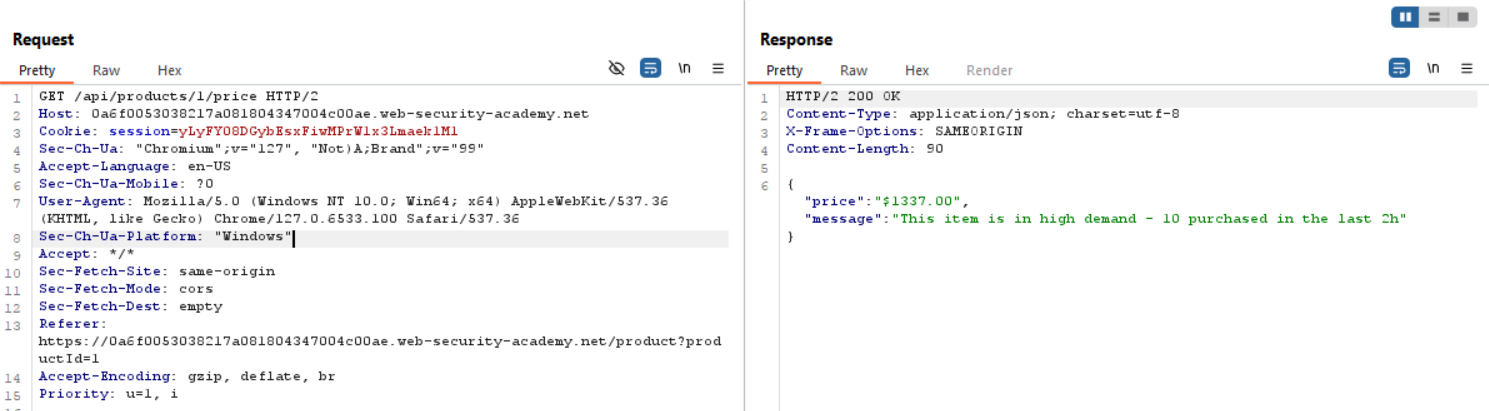 Request
Pretty Raw Hex \n
1 GET /api/products/1/price HTTP/2
2 Host: 0a6f0053038217a081804347004c00ae.web-security-academy.net
3 Cookie: session=yLyFYO8DGybEsxFiwMPrWlx3Lmaek1Ml
4 Sec-Ch-Ua: "Chromium";v="127", "Not)A;Brand";v="99"
5 Accept-Language: en-US
6 Sec-Ch-Ua-Mobile: ?0
7 User-Agent: Mozilla/5.0 (Windows NT 10.0; Win64; x64) AppleWebKit/537.36
(KHTML, like Gecko) Chrome/127.0.6533.100 Safari/537.36
8 Sec-Ch-Ua-Platform: "Windows"
9 Accept: */*
10 Sec-Fetch-Site: same-origin
11 Sec-Fetch-Mode: cors
12 Sec-Fetch-Dest: empty
13 Referer:
https://0a6f0053038217a081804347004c00ae.web-security-academy.net/product?prod
uctId=1
14 Accept-Encoding: gzip, deflate, br
15 Priority: u=1, i
Response
Pretty Raw Hex Render \n
1 HTTP/2 200 OK
2 Content-Type: application/json; charset=utf-8
3 X-Frame-Options: SAMEORIGIN
4 Content-Length: 90
5
6 {
"price":"$1337.00",
"message":"This item is in high demand - 10 purchased in the last 2h"
}